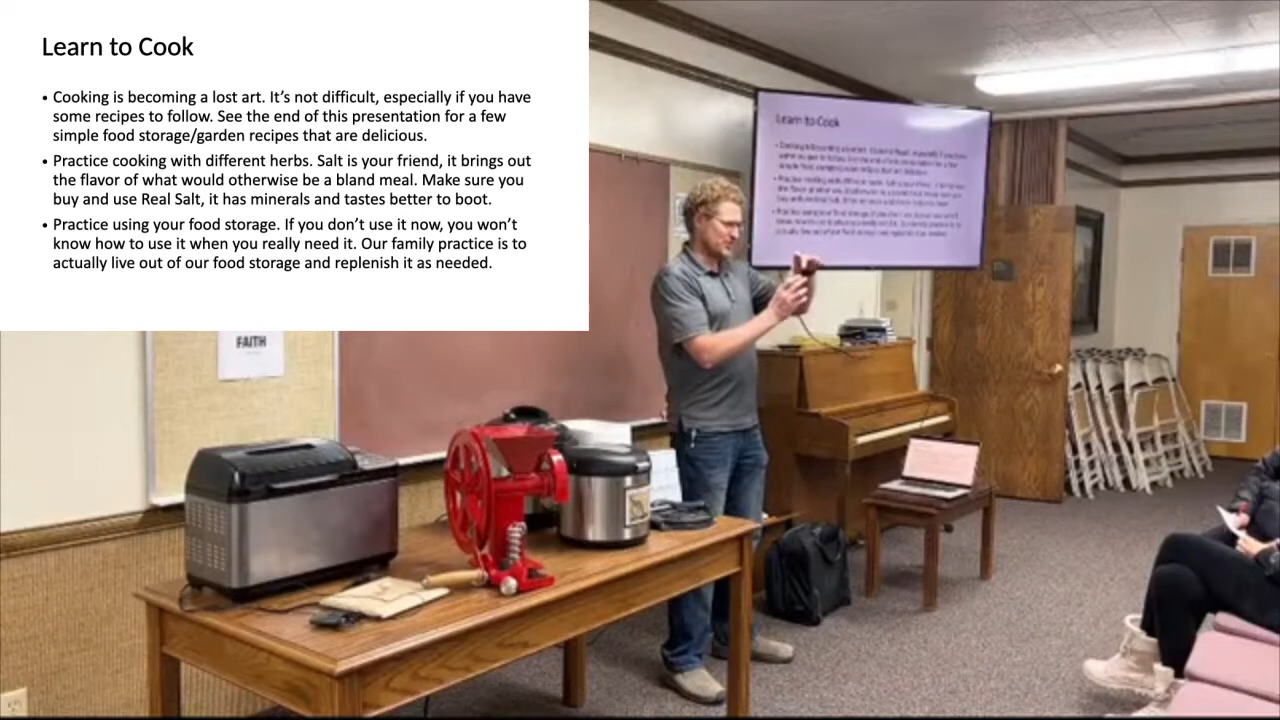 Learn to Cook
• Cooking is becoming a lost art. It’s not difficult, especially if you have
some recipes to follow. See the end of this presentation for a few
simple food storage/garden recipes that are delicious.
• Practice cooking with different herbs. Salt is your friend, it brings out
the flavor of what would otherwise be a bland meal. Make sure you
buy and use Real Salt, it has minerals and tastes better to boot.
• Practice using your food storage. If you don’t use it now, you won’t
know how to use it when you really need it. Our family practice is to
actually live out of our food storage and replenish it as needed.
Learn to Cook
FAITH